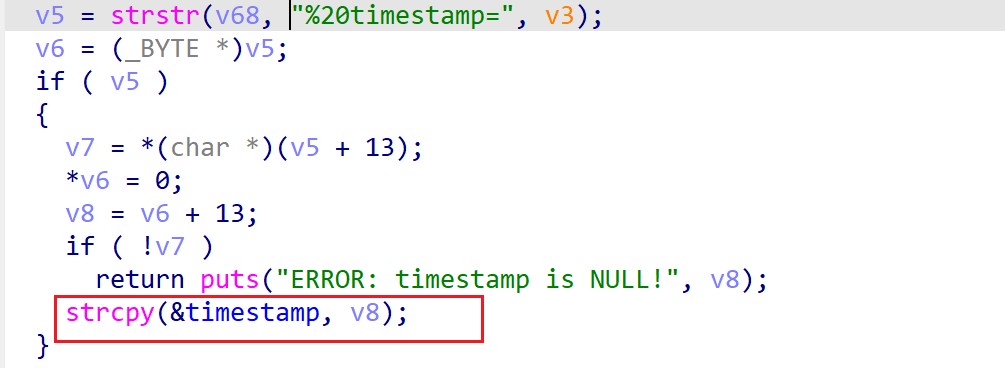 v5 = strstr(v68, "%20timestamp=", v3);
v6 = (_BYTE *)v5;
if ( v5 )
{
v7 = *(char *)(v5 + 13);
*v6 = 0;
v8 = v6 + 13;
if ( !v7 )
return puts("ERROR: timestamp is NULL!", v8);
strcpy(&timestamp, v8);
}